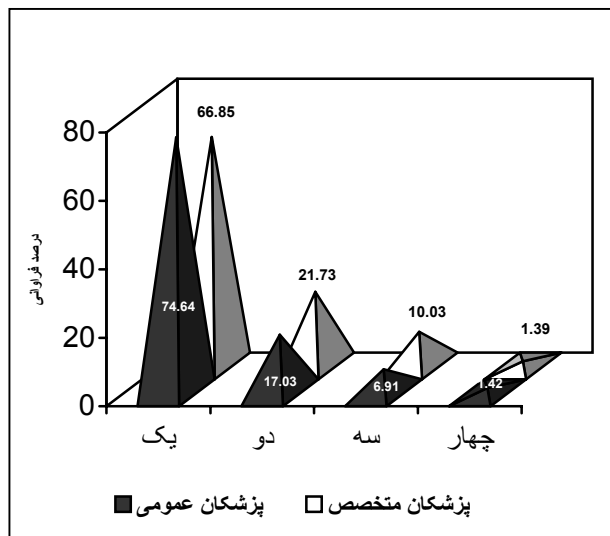 66.85
80
60
40
20
0
درصد فراوانی
74.64
21.73
17.03
10.03
6.91
1.39
1.42
یک
دو
سه
چهار
پزشکان عمومی
پزشکان متخصص